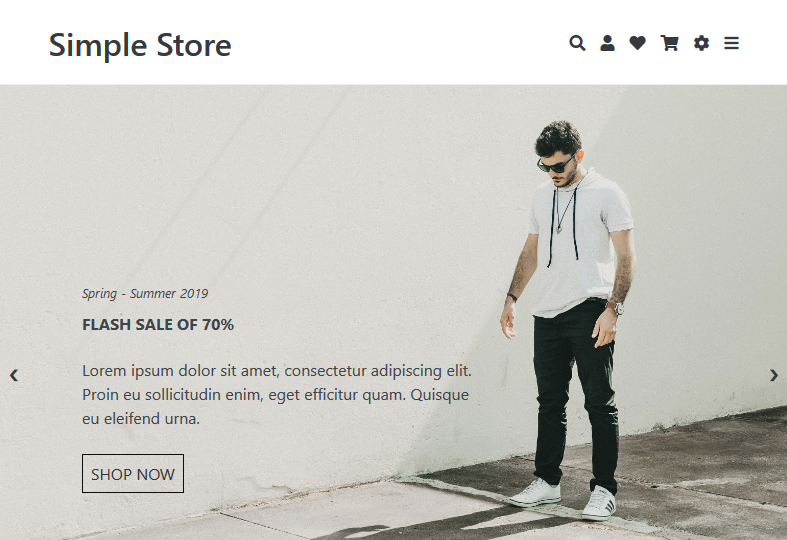 Simple Store
Spring - Summer 2019
FLASH SALE OF 70%
Lorem ipsum dolor sit amet, consectetur adipiscing elit.
Proin eu sollicitudin enim, eget efficitur quam. Quisque
eu eleifend urna.
SHOP NOW